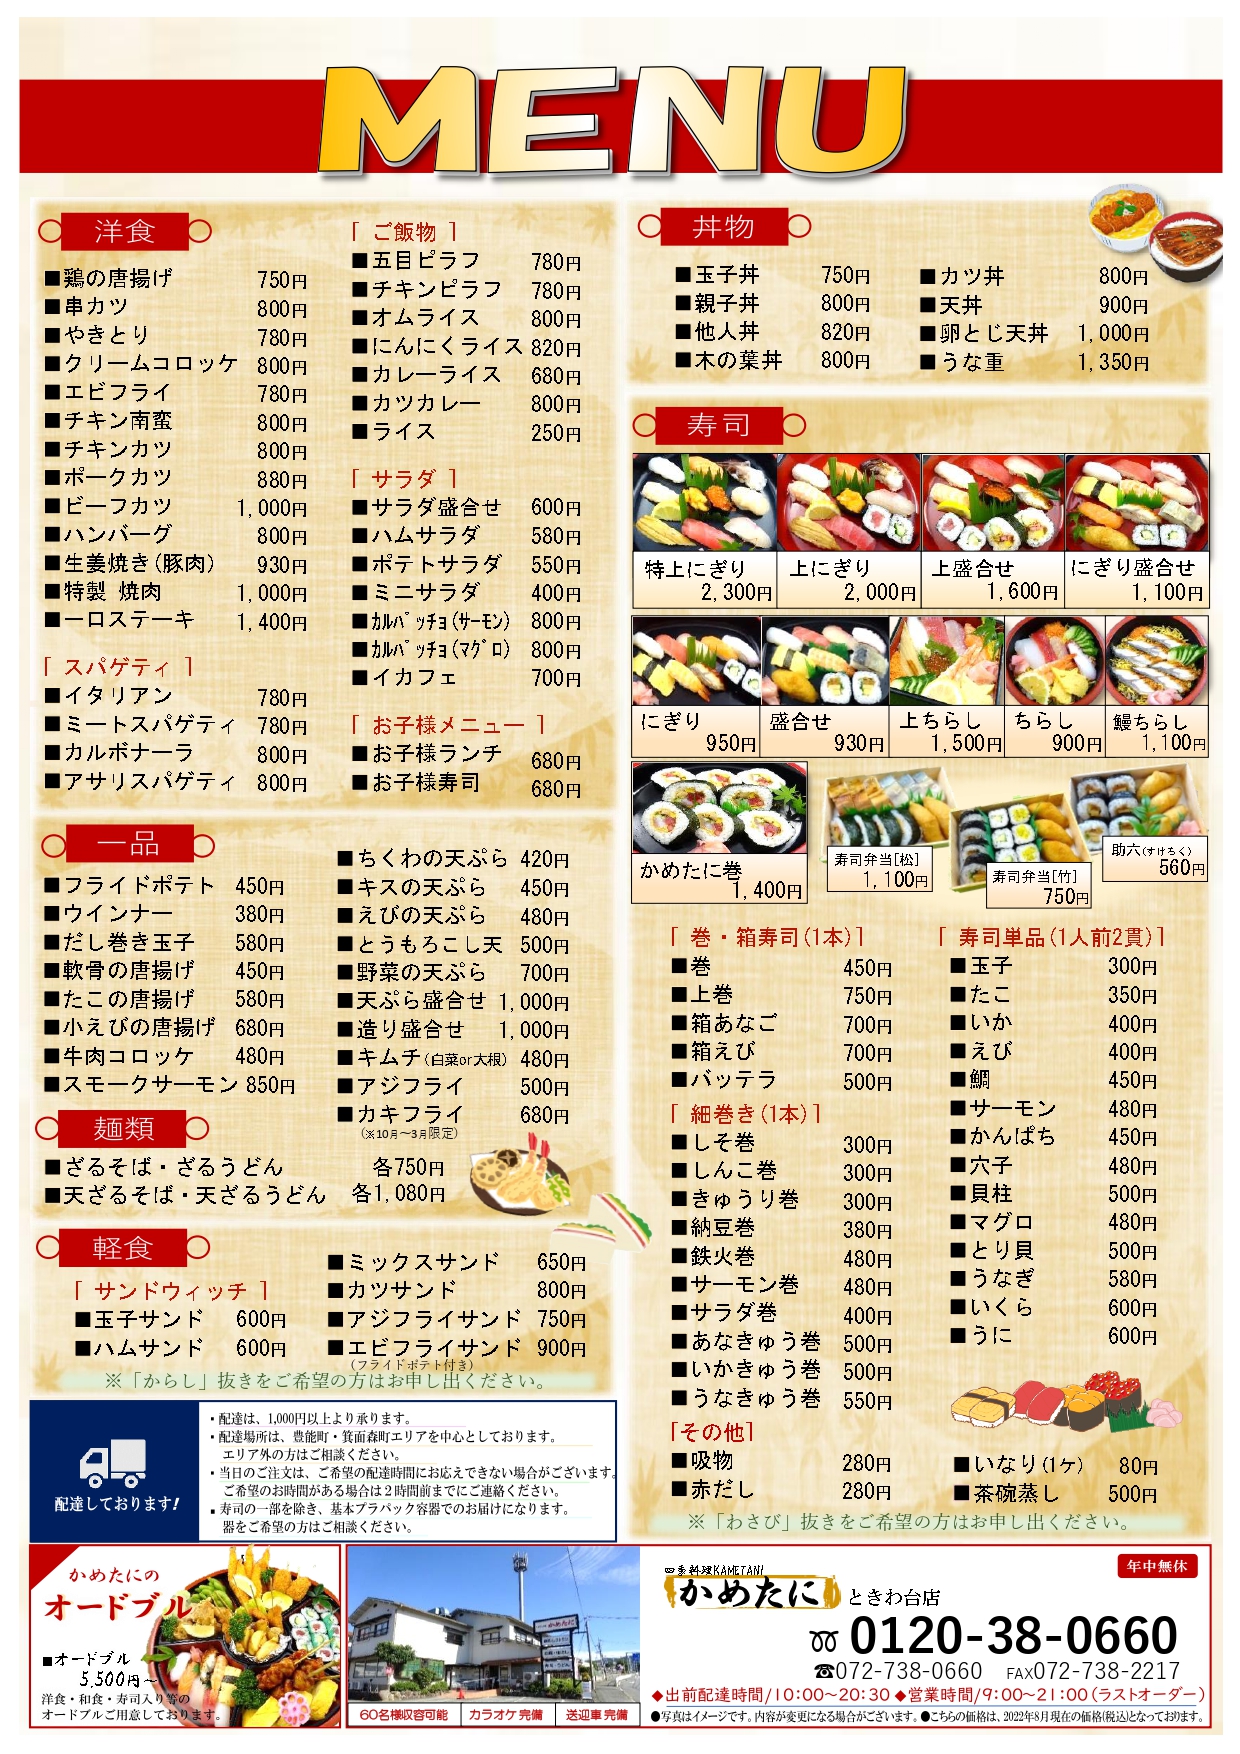 MENU
洋食
■鶏の唐揚げ 750円
■串カツ 800円
■やきとり 780円
■クリームコロッケ 800円
■エビフライ 780円
■チキン南蛮 800円
■チキンカツ 800円
■ポークカツ 880円
■ビーフカツ 1,000円
■ハンバーグ 800円
■生姜焼き(豚肉) 930円
■特製 焼肉 1,000円
■一口ステーキ 1,400円
[ スパゲティ ]
■イタリアン 780円
■ミートスパゲティ 780円
■カルボナーラ 800円
■アサリスパゲティ 800円
[ ご飯物 ]
■五目ピラフ 780円
■チキンピラフ 780円
■オムライス 800円
■にんにくライス 820円
■カレーライス 680円
■カツカレー 800円
■ライス 250円
[ サラダ ]
■サラダ盛合せ 600円
■ハムサラダ 580円
■ポテトサラダ 550円
■ミニサラダ 400円
■ｶﾙﾊﾟｯﾁｮ(ｻｰﾓﾝ) 800円
■ｶﾙﾊﾟｯﾁｮ(ﾏｸﾞﾛ) 800円
■イカフェ 700円
[ お子様メニュー ]
■お子様ランチ 680円
■お子様寿司 680円
一品
■フライドポテト 450円
■ウインナー 380円
■だし巻き玉子 580円
■軟骨の唐揚げ 450円
■たこの唐揚げ 580円
■小えびの唐揚げ 680円
■牛肉コロッケ 480円
■スモークサーモン 850円
■ちくわの天ぷら 420円
■キスの天ぷら 450円
■えびの天ぷら 480円
■とうもろこし天 500円
■野菜の天ぷら 700円
■天ぷら盛合せ 1,000円
■造り盛合せ 1,000円
■キムチ(白菜or大根) 480円
■アジフライ 500円
■カキフライ 680円
(※10月～3月限定)
麺類
■ざるそば・ざるうどん 各750円
■天ざるそば・天ざるうどん 各1,080円
軽食
[ サンドウィッチ ]
■玉子サンド 600円
■ハムサンド 600円
■ミックスサンド 650円
■カツサンド 800円
■アジフライサンド 750円
■エビフライサンド 900円
(フライドポテト付き)
※「からし」抜きをご希望の方はお申し出ください。
丼物
■玉子丼 750円
■親子丼 800円
■他人丼 820円
■木の葉丼 800円
■カツ丼 800円
■天丼 900円
■卵とじ天丼 1,000円
■うな重 1,350円
寿司
特上にぎり 2,300円
上にぎり 2,000円
上盛合せ 1,600円
にぎり盛合せ 1,100円
にぎり 950円
盛合せ 930円
上ちらし 1,500円
ちらし 900円
鰻ちらし 1,100円
かめたに巻 1,400円
寿司弁当[松] 1,100円
寿司弁当[竹] 750円
助六(すけろく) 560円
[ 巻・箱寿司(1本)]
■巻 450円
■上巻 750円
■箱あなご 700円
■箱えび 700円
■バッテラ 500円
[ 細巻き(1本)]
■しそ巻 300円
■しんこ巻 300円
■きゅうり巻 300円
■納豆巻 380円
■鉄火巻 480円
■サーモン巻 480円
■サラダ巻 400円
■あなきゅう巻 500円
■いかきゅう巻 500円
■うなきゅう巻 550円
[その他]
■吸物 280円
■赤だし 280円
[ 寿司単品(1人前2貫)]
■玉子 300円
■たこ 350円
■いか 400円
■えび 400円
■鯛 450円
■サーモン 480円
■かんぱち 450円
■穴子 480円
■貝柱 500円
■マグロ 480円
■とり貝 500円
■うなぎ 580円
■いくら 600円
■うに 600円
■いなり(1ケ) 80円
■茶碗蒸し 500円
※「わさび」抜きをご希望の方はお申し出ください。
配達しております!
・配達は、1,000円以上より承ります。
・配達場所は、豊能町・箕面森町エリアを中心としております。
エリア外の方はご相談ください。
・当日のご注文は、ご希望の配達時間にお応えできない場合がございます。
ご希望のお時間がある場合は２時間前までにご連絡ください。
・寿司の一部を除き、基本プラパック容器でのお届けになります。
器をご希望の方はご相談ください。
かめたにの
オードブル
■オードブル
5,500円～
洋食・和食・寿司入り等の
オードブルご用意しております。
かめたに
60名様収容可能 カラオケ完備 送迎車完備
年中無休
四季料理KAMETANI
かめたに ときわ台店
0120-38-0660
☎072-738-0660 FAX072-738-2217
◆出前配達時間/10:00～20:30 ◆営業時間/9:00～21:00(ラストオーダー)
●写真はイメージです。内容が変更になる場合がございます。●こちらの価格は、2022年8月現在の価格(税込)となっております。